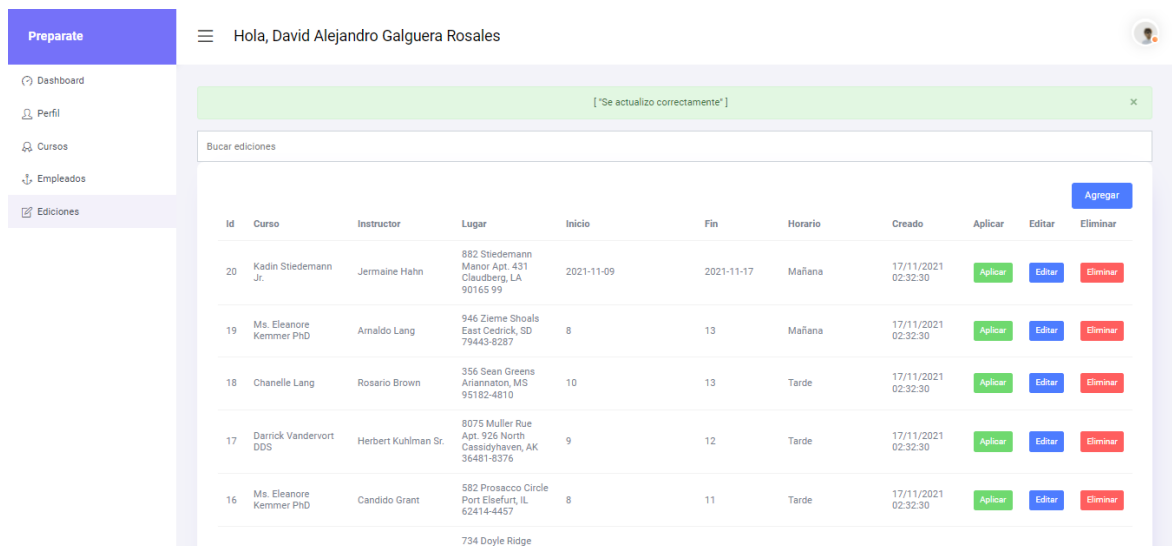 Preparate
Hola, David Alejandro Galguera Rosales
Dashboard
Perfil
Cursos
Empleados
Ediciones
[ "Se actualizo correctamente" ] ×
Bucar ediciones
Agregar
Id Curso Instructor Lugar Inicio Fin Horario Creado Aplicar Editar Eliminar
882 Stiedemann
20 Kadin Stiedemann Jermaine Hahn Manor Apt. 431 2021-11-09 2021-11-17 Mañana 17/11/2021 Aplicar Editar Eliminar
Jr. Claudberg, LA 02:32:30
90165 99
946 Zieme Shoals
19 Ms. Eleanore Arnaldo Lang East Cedrick, SD 8 13 Mañana 17/11/2021 Aplicar Editar Eliminar
Kemmer PhD 79443-8287 02:32:30
356 Sean Greens
18 Chanelle Lang Rosario Brown Ariannaton, MS 10 13 Tarde 17/11/2021 Aplicar Editar Eliminar
95182-4810 02:32:30
8075 Muller Rue
17 Darrick Vandervort Herbert Kuhlman Sr. Apt. 926 North 9 12 Tarde 17/11/2021 Aplicar Editar Eliminar
DDS Cassidyhaven, AK 02:32:30
36481-8376
582 Prosacco Circle
16 Ms. Eleanore Candido Grant Port Elsefurt, IL 8 11 Tarde 17/11/2021 Aplicar Editar Eliminar
Kemmer PhD 62414-4457 02:32:30
734 Doyle Ridge